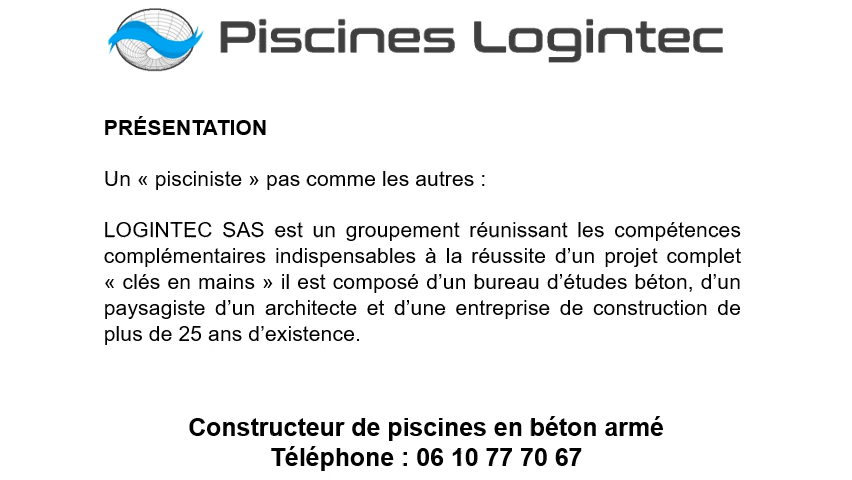 Piscines Logintec
PRÉSENTATION
Un « pisciniste » pas comme les autres :
LOGINTEC SAS est un groupement réunissant les compétences
complémentaires indispensables à la réussite d’un projet complet
« clés en mains » il est composé d’un bureau d’études béton, d’un
paysagiste d’un architecte et d’une entreprise de construction de
plus de 25 ans d’existence.
Constructeur de piscines en béton armé
Téléphone : 06 10 77 70 67